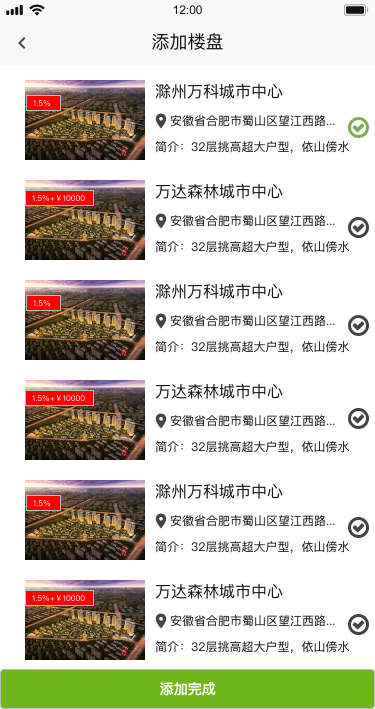 12:00
添加楼盘
1.5%
滁州万科城市中心
安徽省合肥市蜀山区望江西路...
简介：32层挑高超大户型，依山傍水
1.5%+￥10000
万达森林城市中心
安徽省合肥市蜀山区望江西路...
简介：32层挑高超大户型，依山傍水
1.5%
滁州万科城市中心
安徽省合肥市蜀山区望江西路...
简介：32层挑高超大户型，依山傍水
1.5%+￥10000
万达森林城市中心
安徽省合肥市蜀山区望江西路...
简介：32层挑高超大户型，依山傍水
1.5%
滁州万科城市中心
安徽省合肥市蜀山区望江西路...
简介：32层挑高超大户型，依山傍水
1.5%+￥10000
万达森林城市中心
安徽省合肥市蜀山区望江西路...
简介：32层挑高超大户型，依山傍水
添加完成